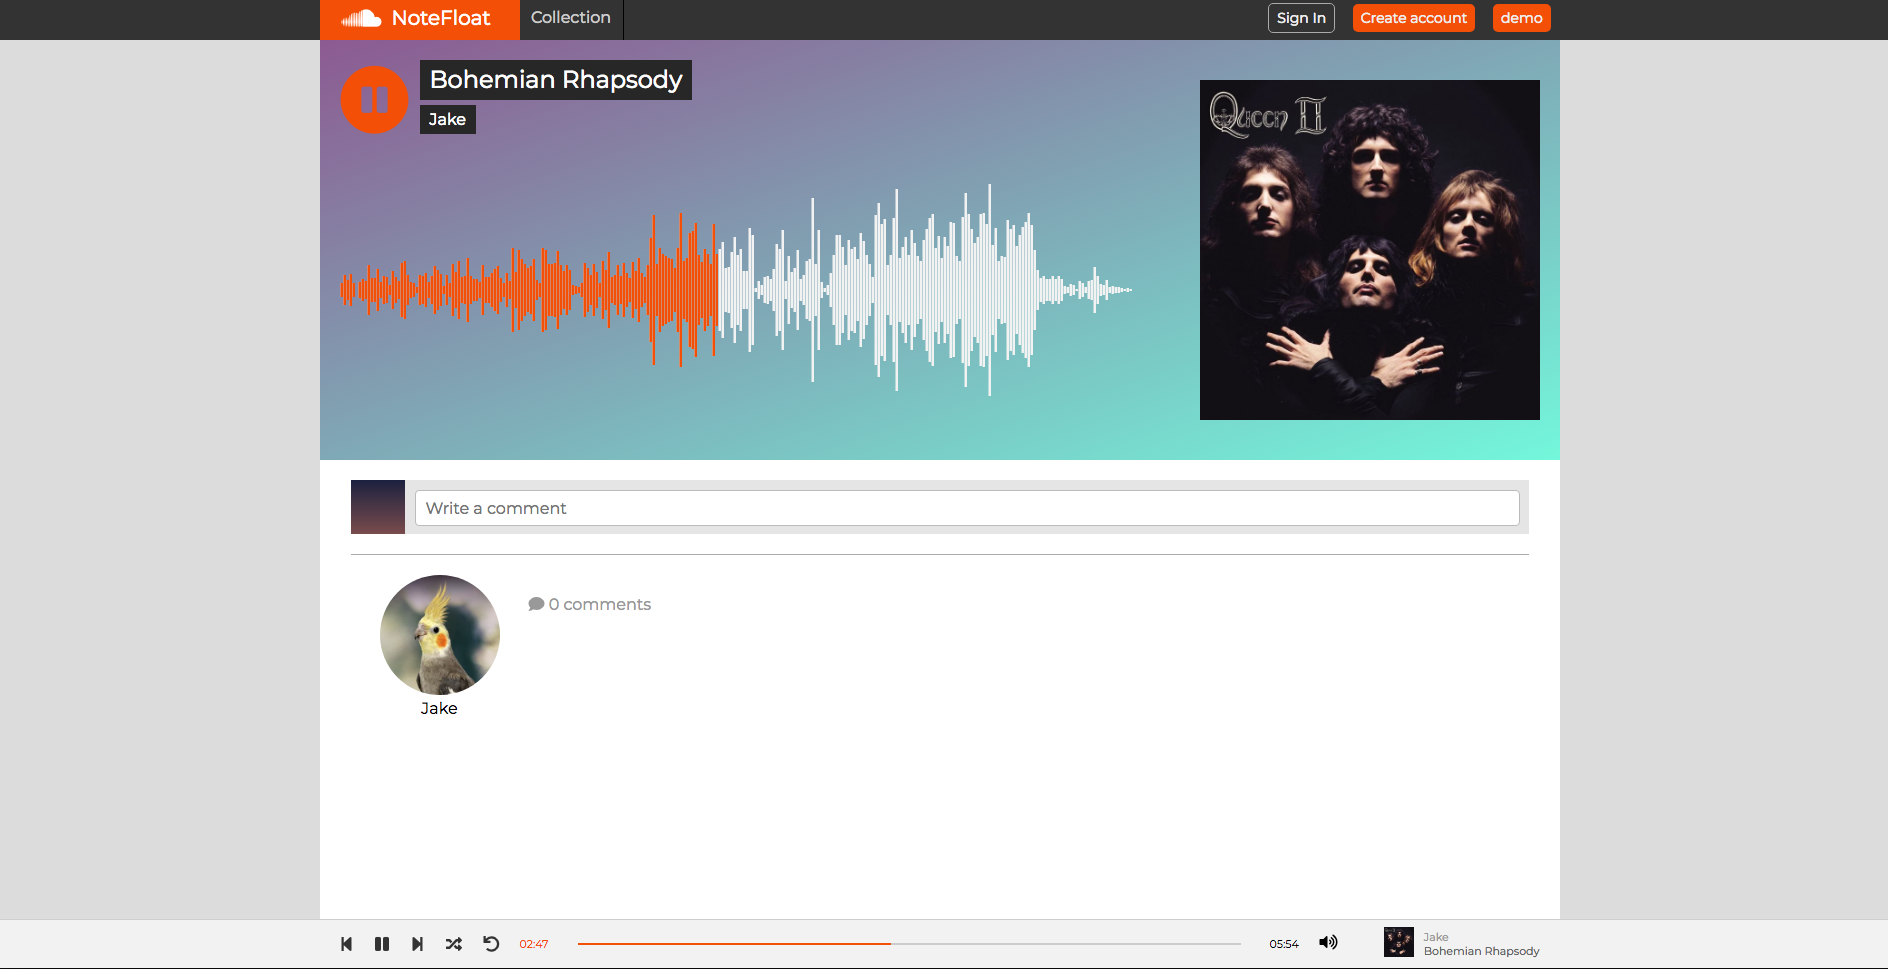 NoteFloat
Collection
Sign In
Create account
demo
Bohemian Rhapsody
Jake
Queen II
Write a comment
0 comments
Jake
02:47
05:54
Jake
Bohemian Rhapsody